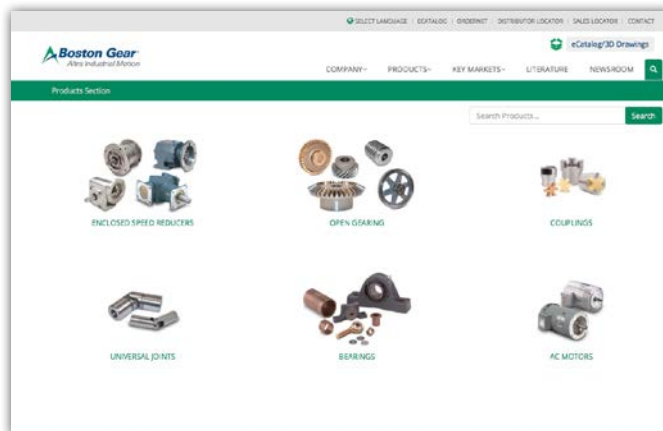 SELECT LANGUAGE | ECATALOG | ORDERNET | DISTRIBUTOR LOCATOR | SALES LOCATOR | CONTACT
Boston Gear
Altra Industrial Motion
eCatalog/3D Drawings
COMPANY PRODUCTS KEY MARKETS LITERATURE NEWSROOM
Products Section
Search Products... Search
ENCLOSED SPEED REDUCERS OPEN GEARING COUPLINGS
UNIVERSAL JOINTS BEARINGS AC MOTORS